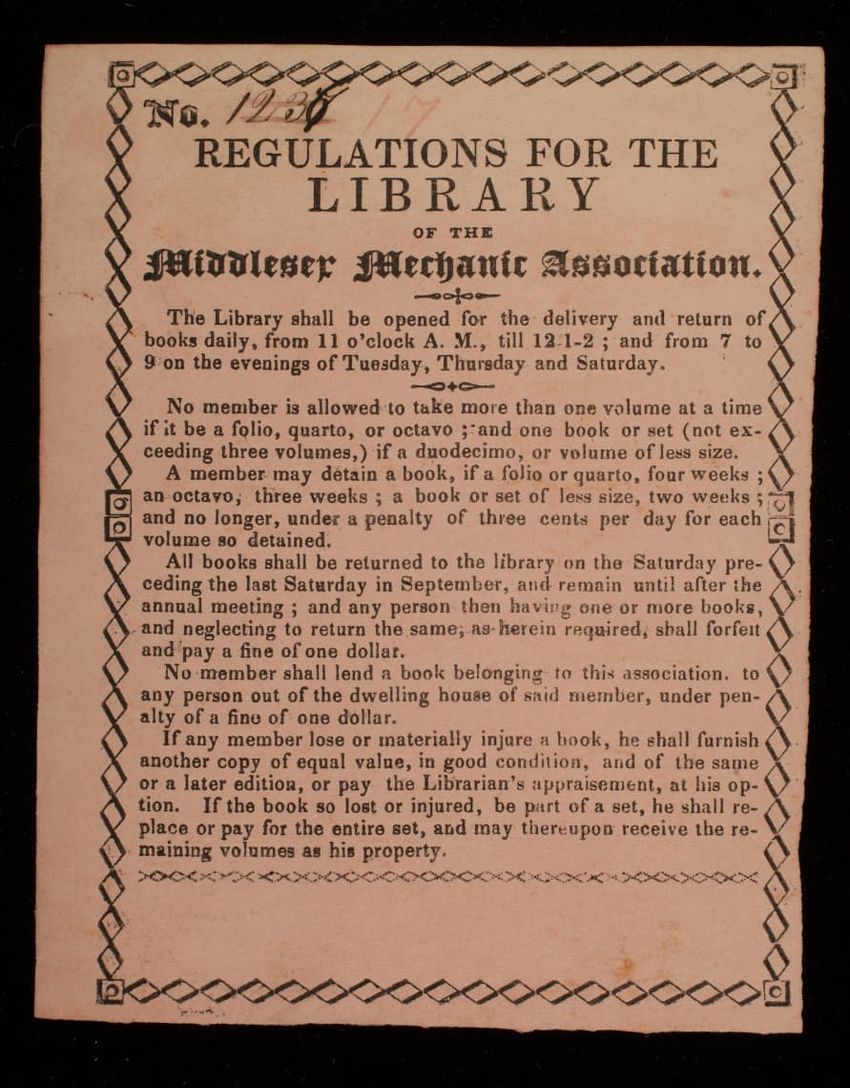 No. 1236 17
REGULATIONS FOR THE
LIBRARY
OF THE
Middlesex Mechanic Association.
The Library shall be opened for the delivery and return of
books daily, from 11 o'clock A. M., till 12 1-2 ; and from 7 to
9 on the evenings of Tuesday, Thursday and Saturday.
No member is allowed to take more than one volume at a time
if it be a folio, quarto, or octavo ; and one book or set (not ex-
ceeding three volumes,) if a duodecimo, or volume of less size.
A member may detain a book, if a folio or quarto, four weeks ;
an octavo, three weeks ; a book or set of less size, two weeks ;
and no longer, under a penalty of three cents per day for each
volume so detained.
All books shall be returned to the library on the Saturday pre-
ceding the last Saturday in September, and remain until after the
annual meeting ; and any person then having one or more books,
and neglecting to return the same, as herein required, shall forfeit
and pay a fine of one dollar.
No member shall lend a book belonging to this association. to
any person out of the dwelling house of said member, under pen-
alty of a fine of one dollar.
If any member lose or materially injure a book, he shall furnish
another copy of equal value, in good condition, and of the same
or a later edition, or pay the Librarian's appraisement, at his op-
tion. If the book so lost or injured, be part of a set, he shall re-
place or pay for the entire set, and may thereupon receive the re-
maining volumes as his property.